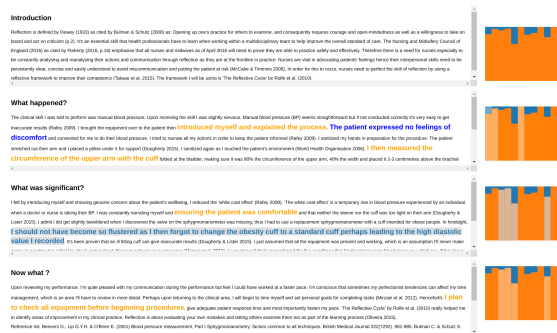 Introduction
Reflection is defined by Dewey (1933) as cited by Bulman & Schutz (2008) as: Opening up one's practice for others to examine, and consequently requires courage and open-mindedness as well as a willingness to take on
board and act on criticism (p.2). It's an essential skill that health professionals have to learn when working within a multidisciplinary team to help improve the overall standard of care. The Nursing and Midwifery Council of
England (2016) as cited by Flaherty (2016, p.16) emphasise that all nurses and midwives as of April 2016 will need to prove they are able to practice safely and effectively. Therefore there is a need for nurses especially to
be constantly analysing and reanalysing their actions and communication through reflection as they are at the frontline in practice. Nurses are vital in advocating patients' feelings hence their interpersonal skills need to be
persistently clear, concise and easily understood to avoid miscommunication and putting the patient at risk (McCabe & Timmins 2006). In order for this to occur, nurses need to perfect the skill of reflection by using a
reflective framework to improve their competency (Takase et al. 2015). The framework I will be using is 'The Reflective Cycle' by Rolfe et al. (2010).
What happened?
The clinical skill I was told to perform was manual blood pressure. Upon receiving the skill I was slightly nervous. Manual blood pressure (BP) seems straightforward but if not conducted correctly it's very easy to get
inaccurate results (Ralley 2009). I brought the equipment over to the patient then introduced myself and explained the process. The patient expressed no feelings of
discomfort and consented for me to do their blood pressure. I tried to narrate all my actions in order to keep the patient informed (Ralley 2009). I sanitized my hands in preparation for the procedure. The patient
stretched out their arm and I placed a pillow under it for support (Dougherty & Lister 2015). I sanitized again as I touched the patient's environment (World Health Organisation 2006). I then measured the
circumference of the upper arm with the cuff folded at the bladder, making sure it was 80% the circumference of the upper arm, 40% the width and placed it 2-3 centimetres above the brachial
What was significant?
I felt by introducing myself and showing genuine concern about the patient's wellbeing, I reduced the 'white coat effect' (Ralley 2009). 'The white coat effect' is a temporary rise in blood pressure experienced by an individual,
when a doctor or nurse is taking their BP. I was constantly narrating myself and ensuring the patient was comfortable and that neither the sleeve nor the cuff was too tight on their arm (Dougherty &
Lister 2015). I admit I did get slightly bewildered when I discovered the valve on the sphygmomanometer was missing, thus I had to use a replacement sphygmomanometer with a cuff intended for obese people. In hindsight,
I should not have become so flustered as I then forgot to change the obesity cuff to a standard cuff perhaps leading to the high diastolic
value I recorded. It's been proven that an ill fitting cuff can give inaccurate results (Dougherty & Lister 2015). I just assumed that all the equipment was present and working, which is an assumption I'll never make
Now what ?
Upon reviewing my performance, I'm quite pleased with my communication during the performance but feel I could have worked at a faster pace. I'm conscious that sometimes my perfectionist tendencies can affect my time
management, which is an area I'll have to review in more detail. Perhaps upon returning to the clinical area, I will begin to time myself and set personal goals for completing tasks (Mirzaei et al. 2012). Henceforth, I plan
to check all equipment before beginning procedures, give adequate patient response time and most importantly fasten my pace. 'The Reflective Cycle' by Rolfe et al. (2010) really helped me
to identify areas of improvement in my clinical practice. Reflection is about evaluating your own mistakes and letting others examine them too as part of the learning process (Oliveira 2015).
Reference list: Beevers G., Lip G.Y.H. & O'Brien E. (2001) Blood pressure measurement, Part I Sphygmomanometry: factors common to all techniques. British Medical Journal 322(7292), 981-985. Bulman C. & Schutz S.